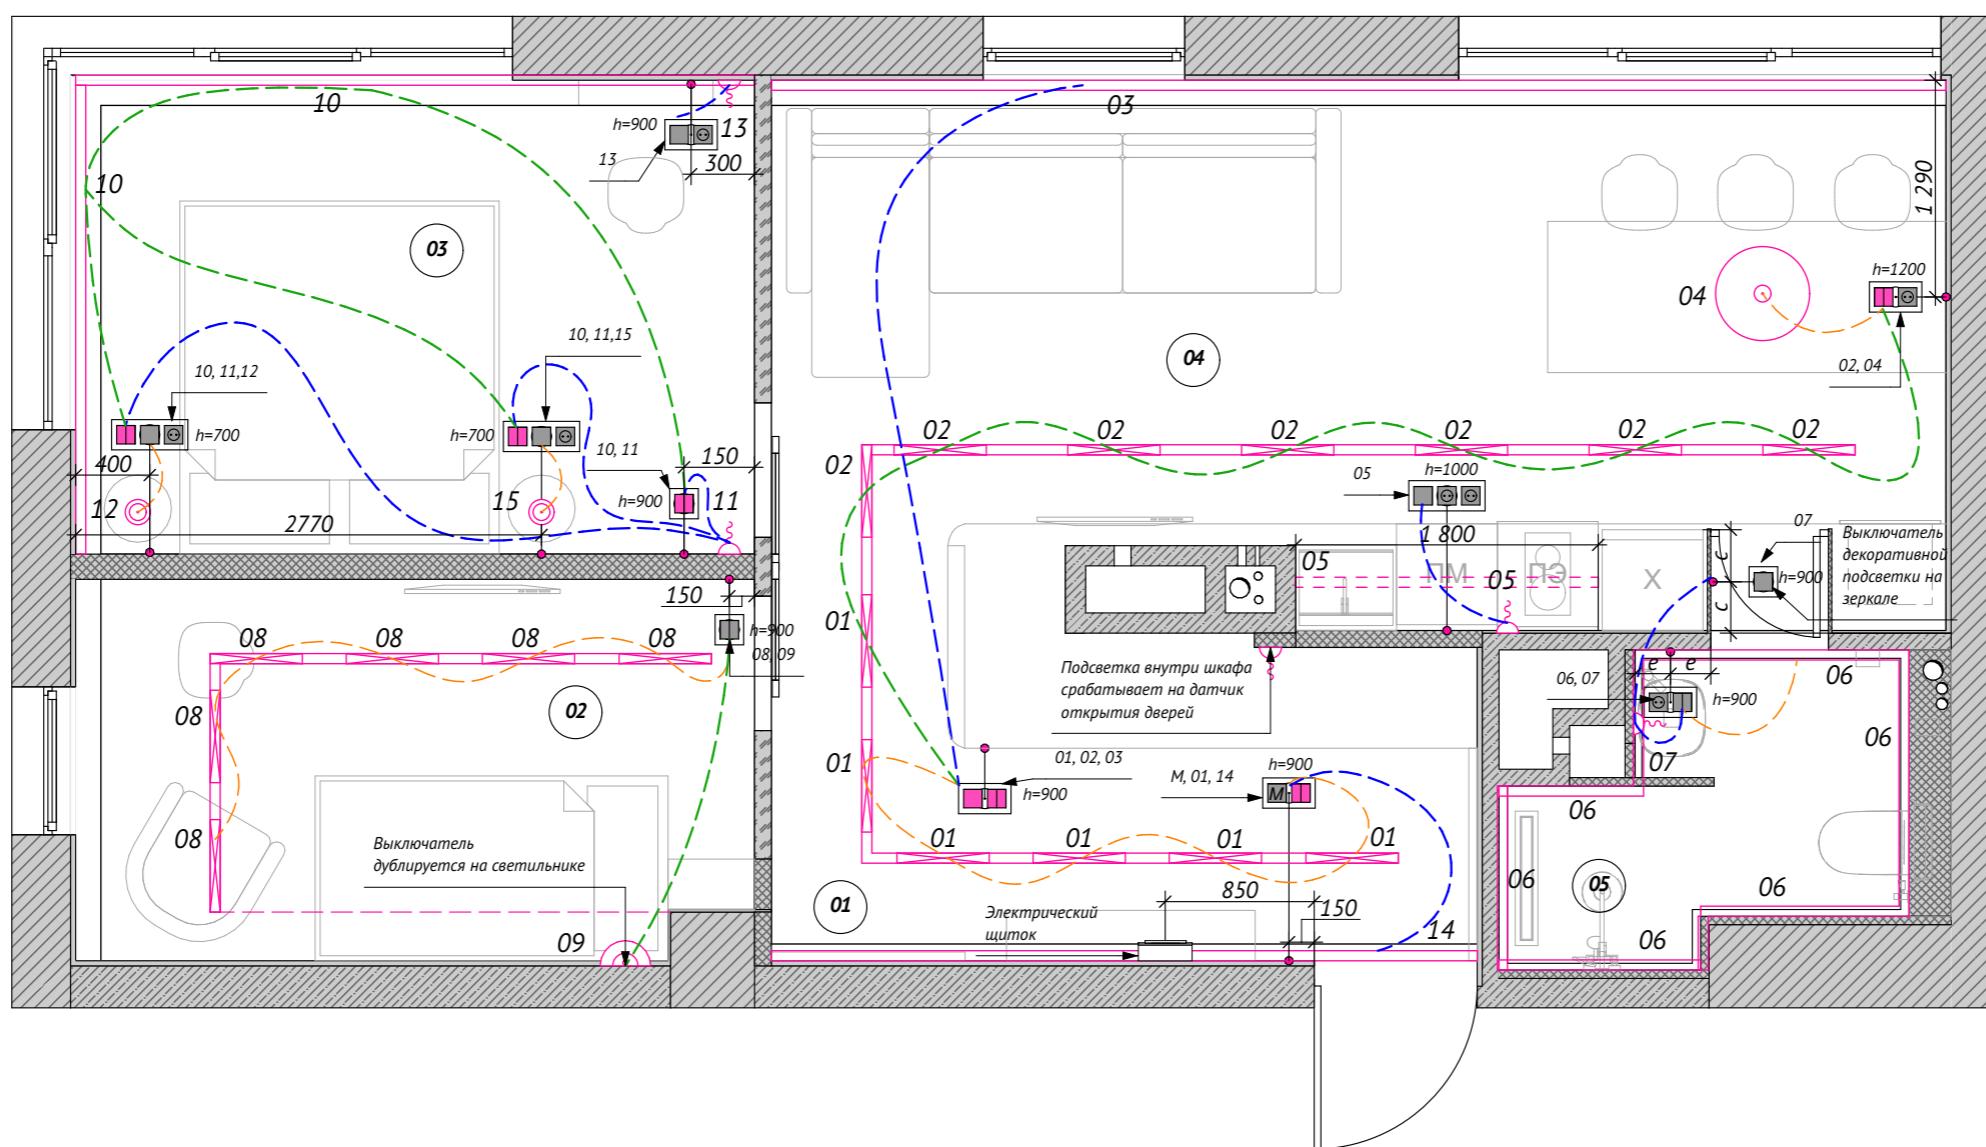 10
03
h=900
13
13
300
10
1 290
03
h=1200
04
10, 11,15
04
10, 11,12
02, 04
h=700
h=700
02
02
02
02
02
02
10, 11
150
02
400
h=1000
05
h=900
11
12
15
07
2770
1 800
Выключатель
декоративной
подсветки на
зеркале
с
с
05
05
ПМ
ПЭ
Х
h=900
150
01
h=900
08, 09
08
08
08
08
Подсветка внутри шкафа
срабатывает на датчик
открытия дверей
е
е
06, 07
h=900
06
08
02
06
01
01, 02, 03
h=900
М, 01, 14
h=900
М
07
06
08
01
01
01
01
Выключатель
дублируется на светильнике
06
05
06
01
850
150
Электрический
щиток
14
09
06